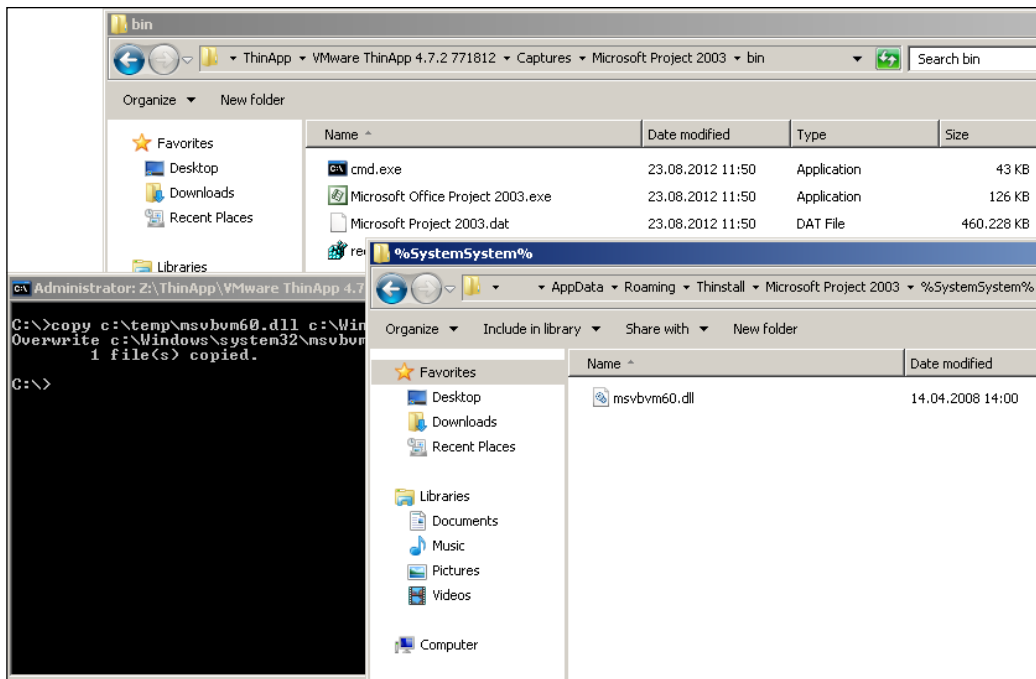 bin
ThinApp VMware ThinApp 4.7.2 771812 Captures Microsoft Project 2003 bin Search bin
Organize New folder
Favorites
Desktop
Downloads
Recent Places
Libraries
Name Date modified Type Size
cmd.exe 23.08.2012 11:50 Application 43 KB
Microsoft Office Project 2003.exe 23.08.2012 11:50 Application 126 KB
Microsoft Project 2003.dat 23.08.2012 11:50 DAT File 460.228 KB
Administrator: Z:\ThinApp\VMware ThinApp 4.7
C:\>copy c:\temp\msvbvm60.dll c:\Win
Overwrite c:\Windows\system32\msvbvm
1 file(s) copied.
C:\>
%SystemSystem%
AppData Roaming Thinstall Microsoft Project 2003 %SystemSystem%
Organize Include in library Share with New folder
Favorites
Desktop
Downloads
Recent Places
Libraries
Documents
Music
Pictures
Videos
Computer
Name Date modified
msvbvm60.dll 14.04.2008 14:00